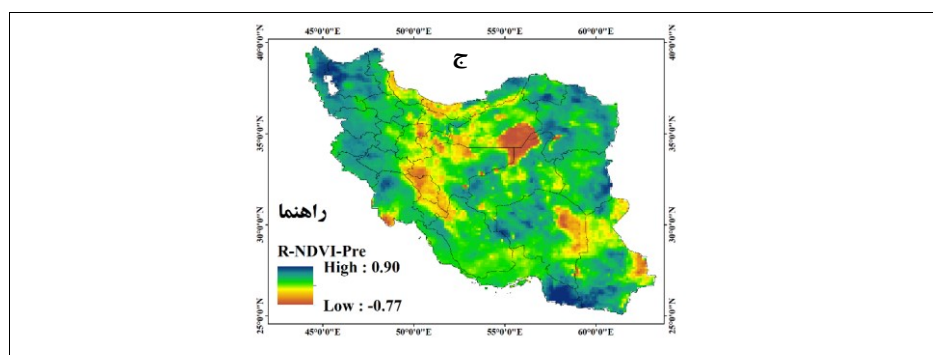 45°0'0"E 50°0'0"E 55°0'0"E 60°0'0"E
40°0'0"N
40°0'0"N
ج
35°0'0"N
35°0'0"N
30°0'0"N
30°0'0"N
راهنما
R-NDVI-Pre
High : 0.90
Low : -0.77
25°0'0"N
25°0'0"N
45°0'0"E 50°0'0"E 55°0'0"E 60°0'0"E